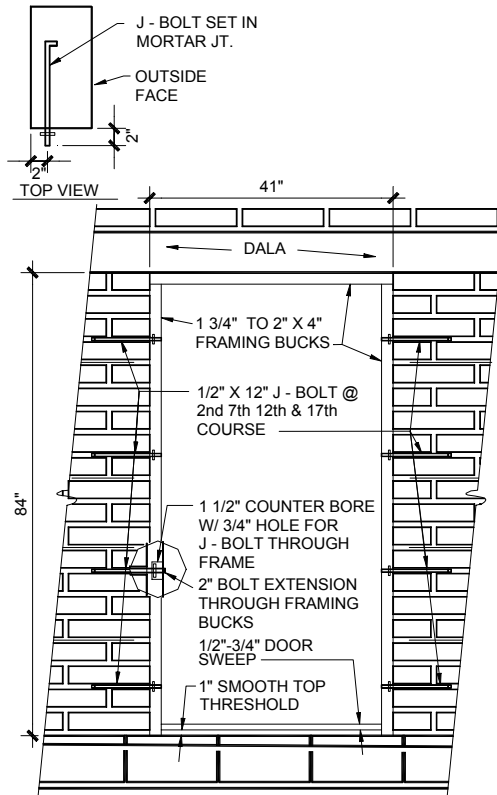 J - BOLT SET IN
MORTAR JT.
OUTSIDE
FACE
2"
2"
TOP VIEW
41"
DALA
1 3/4" TO 2" X 4"
FRAMING BUCKS
1/2" X 12" J - BOLT @
2nd 7th 12th & 17th
COURSE
84"
1 1/2" COUNTER BORE
W/ 3/4" HOLE FOR
J - BOLT THROUGH
FRAME
2" BOLT EXTENSION
THROUGH FRAMING
BUCKS
1/2"-3/4" DOOR
SWEEP
1" SMOOTH TOP
THRESHOLD